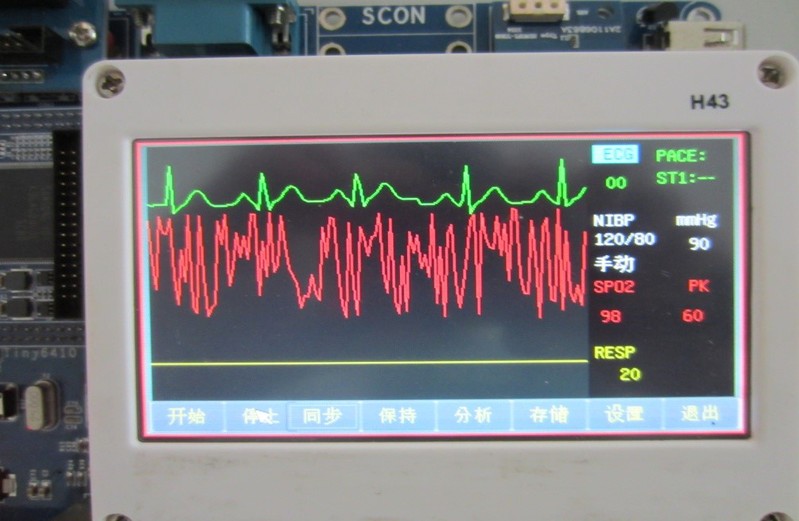 SCON
H43
ECG PACE:
00 ST1:--
NIBP mmHg
120/80 90
手动
SPO2 PK
98 60
RESP
20
开始 停止 同步 保持 分析 存储 设置 退出
Tiny6410